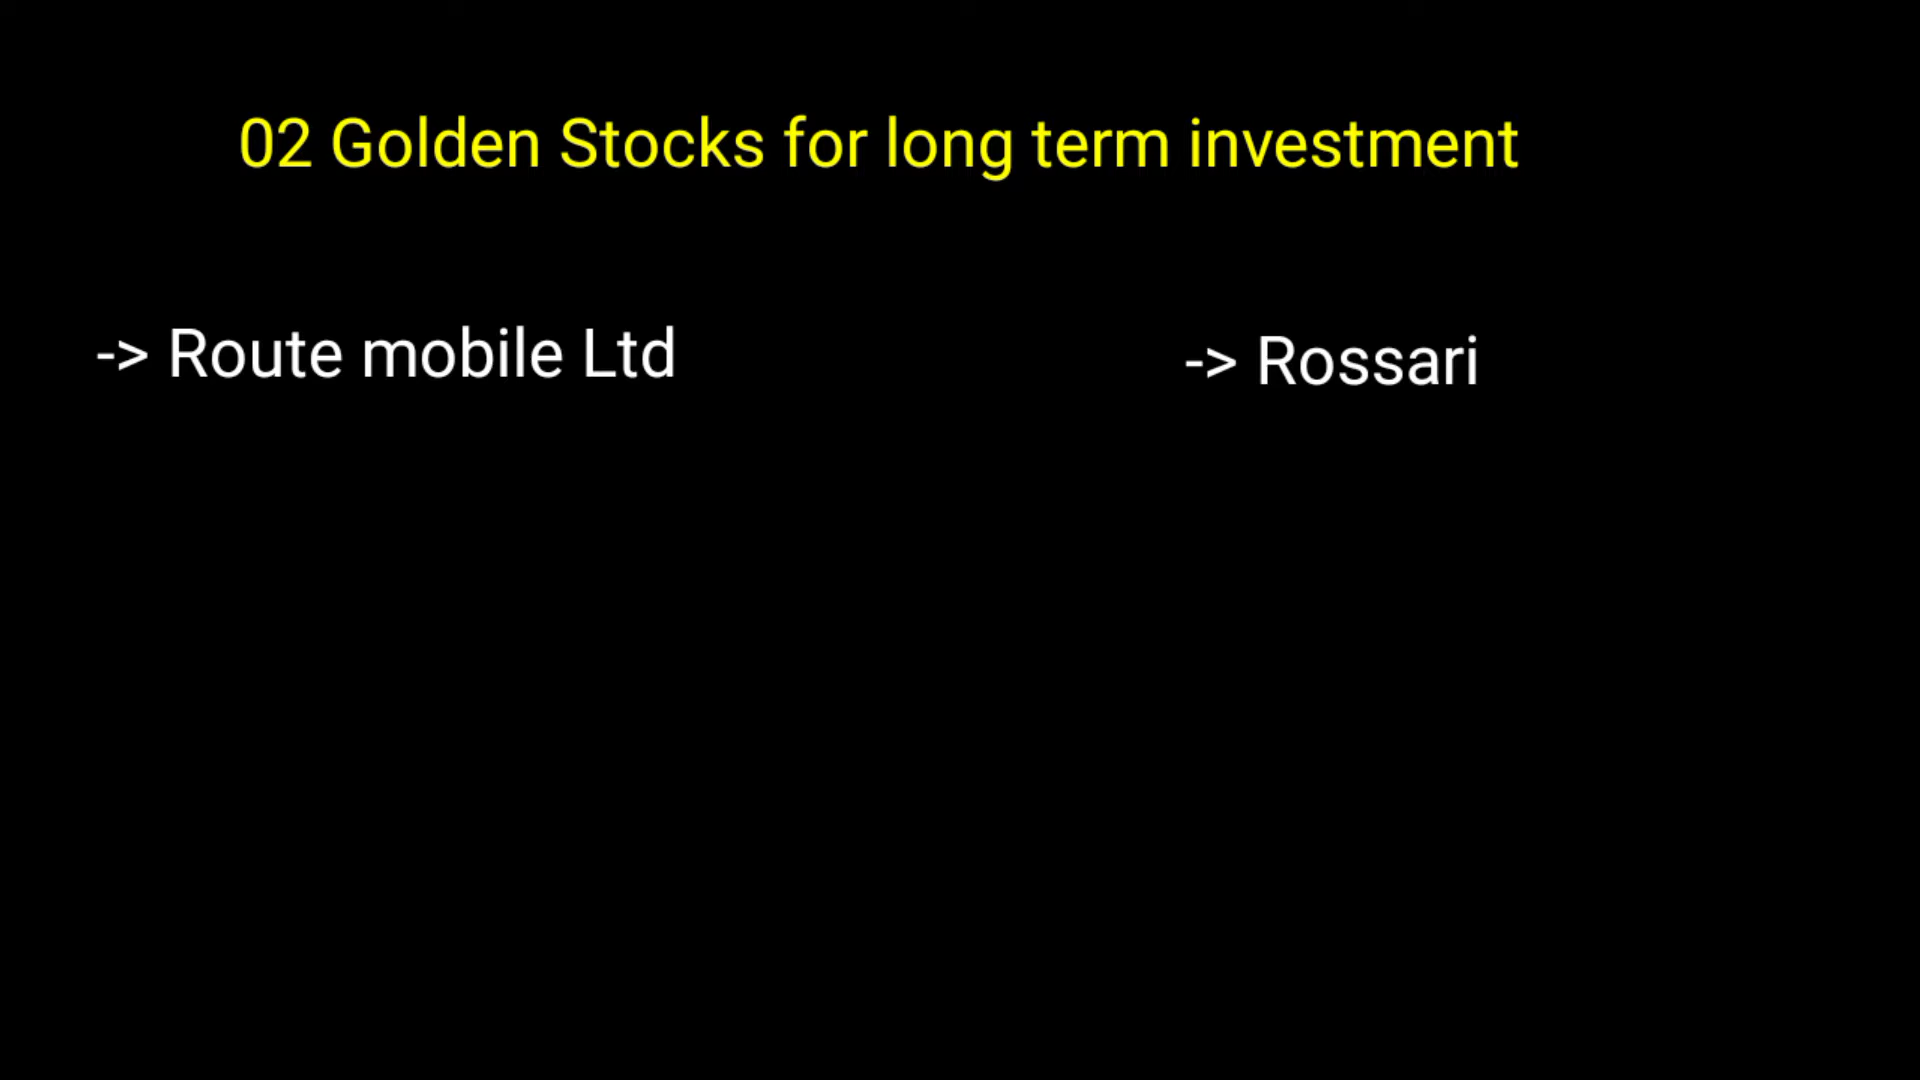 02 Golden Stocks for long term investment
-> Route mobile Ltd
-> Rossari